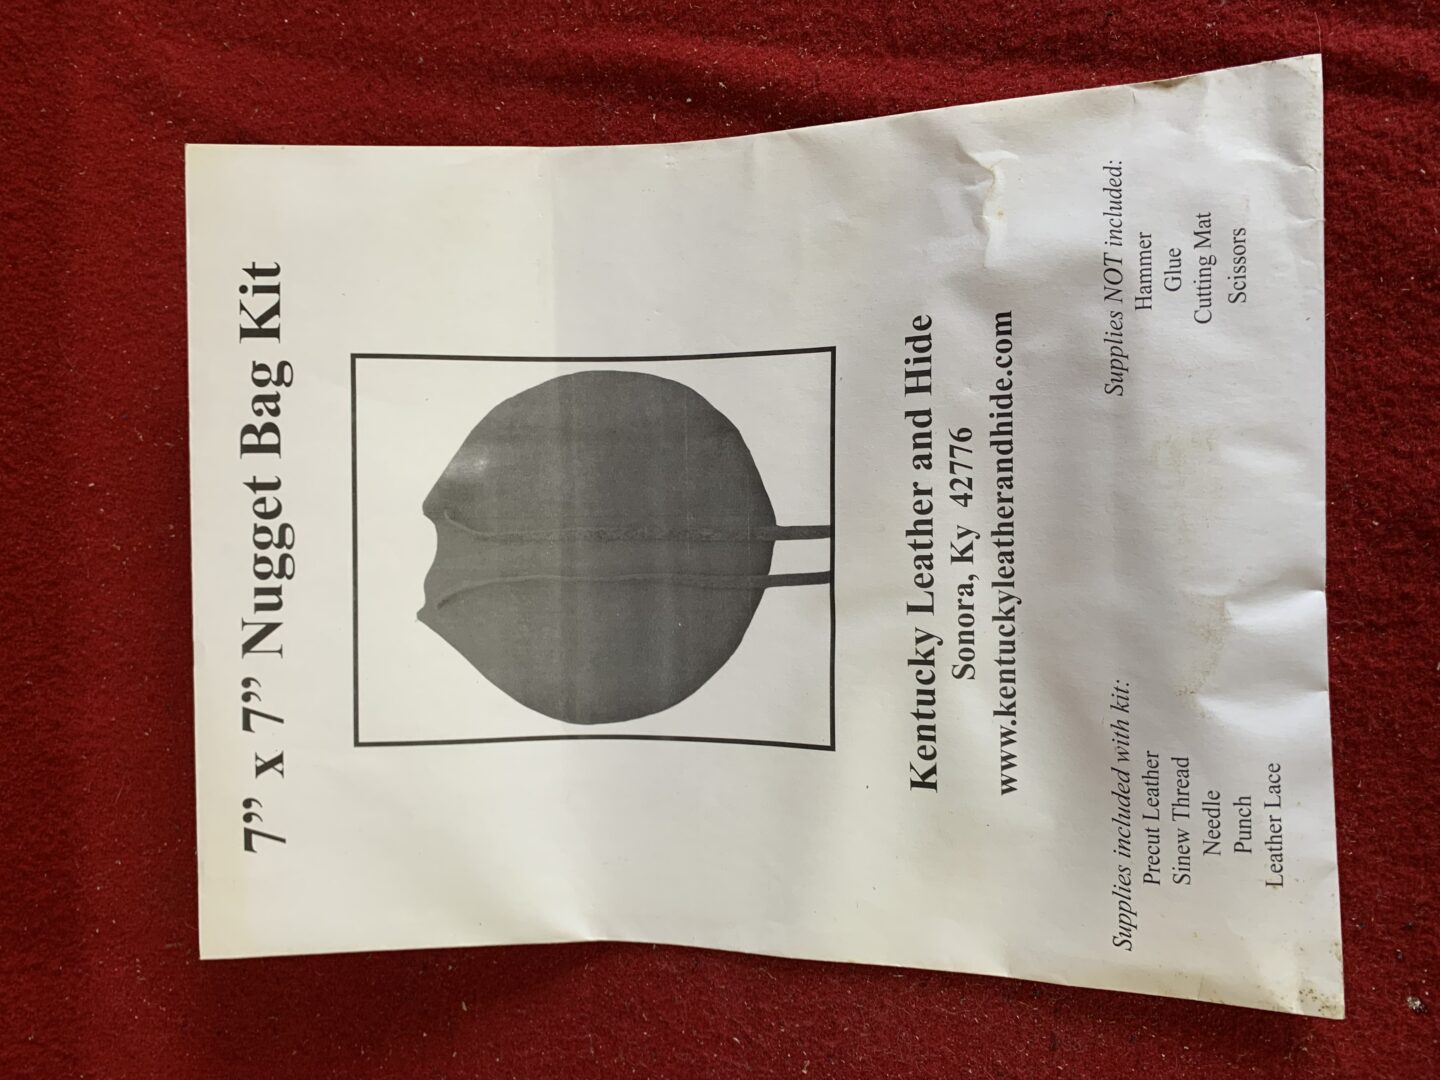 7” x 7” Nugget Bag Kit
Kentucky Leather and Hide
Sonora, Ky  42776
www.kentuckyleatherandhide.com
Supplies included with kit:
Precut Leather
Sinew Thread
Needle
Punch
Leather Lace
Supplies NOT included:
Hammer
Glue
Cutting Mat
Scissors